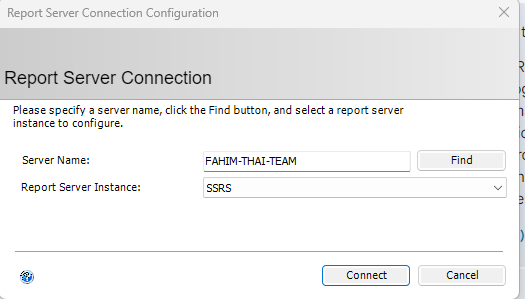 Report Server Connection Configuration
Report Server Connection
Please specify a server name, click the Find button, and select a report server
instance to configure.
Server Name: FAHIM-THAI-TEAM Find
Report Server Instance: SSRS
Connect Cancel